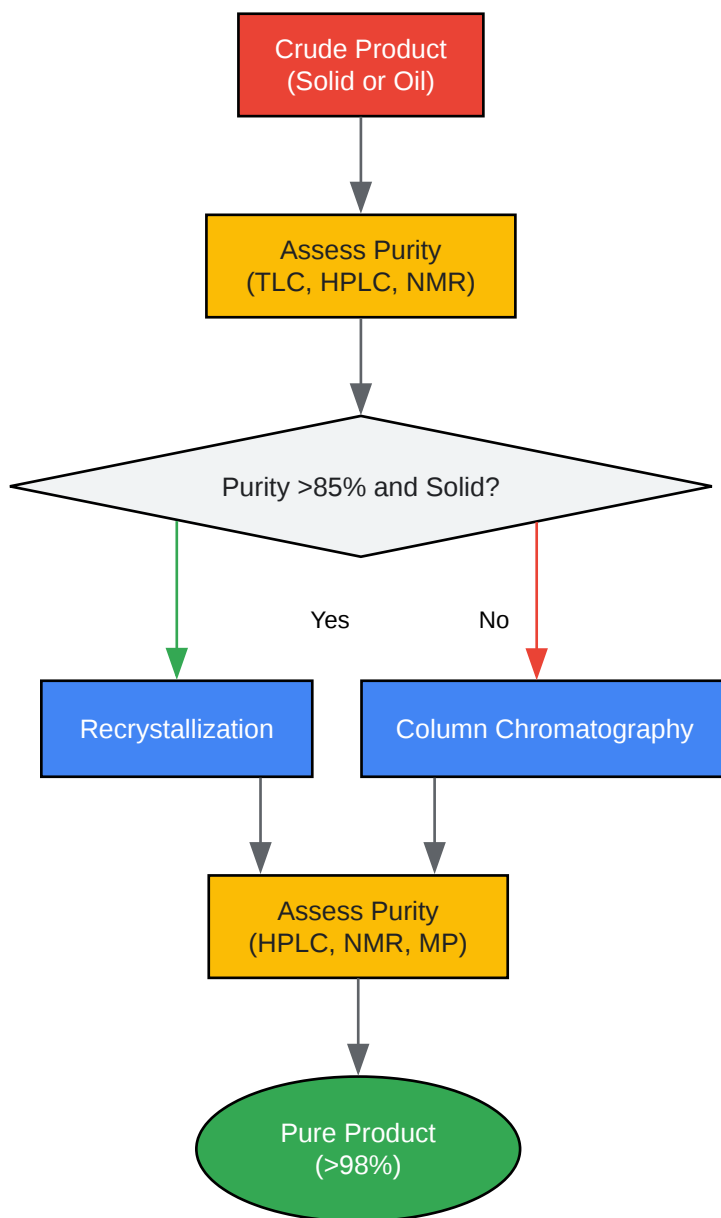 Crude Product
(Solid or Oil)
Assess Purity
(TLC, HPLC, NMR)
Purity >85% and Solid?
Yes
No
Recrystallization
Column Chromatography
Assess Purity
(HPLC, NMR, MP)
Pure Product
(>98%)